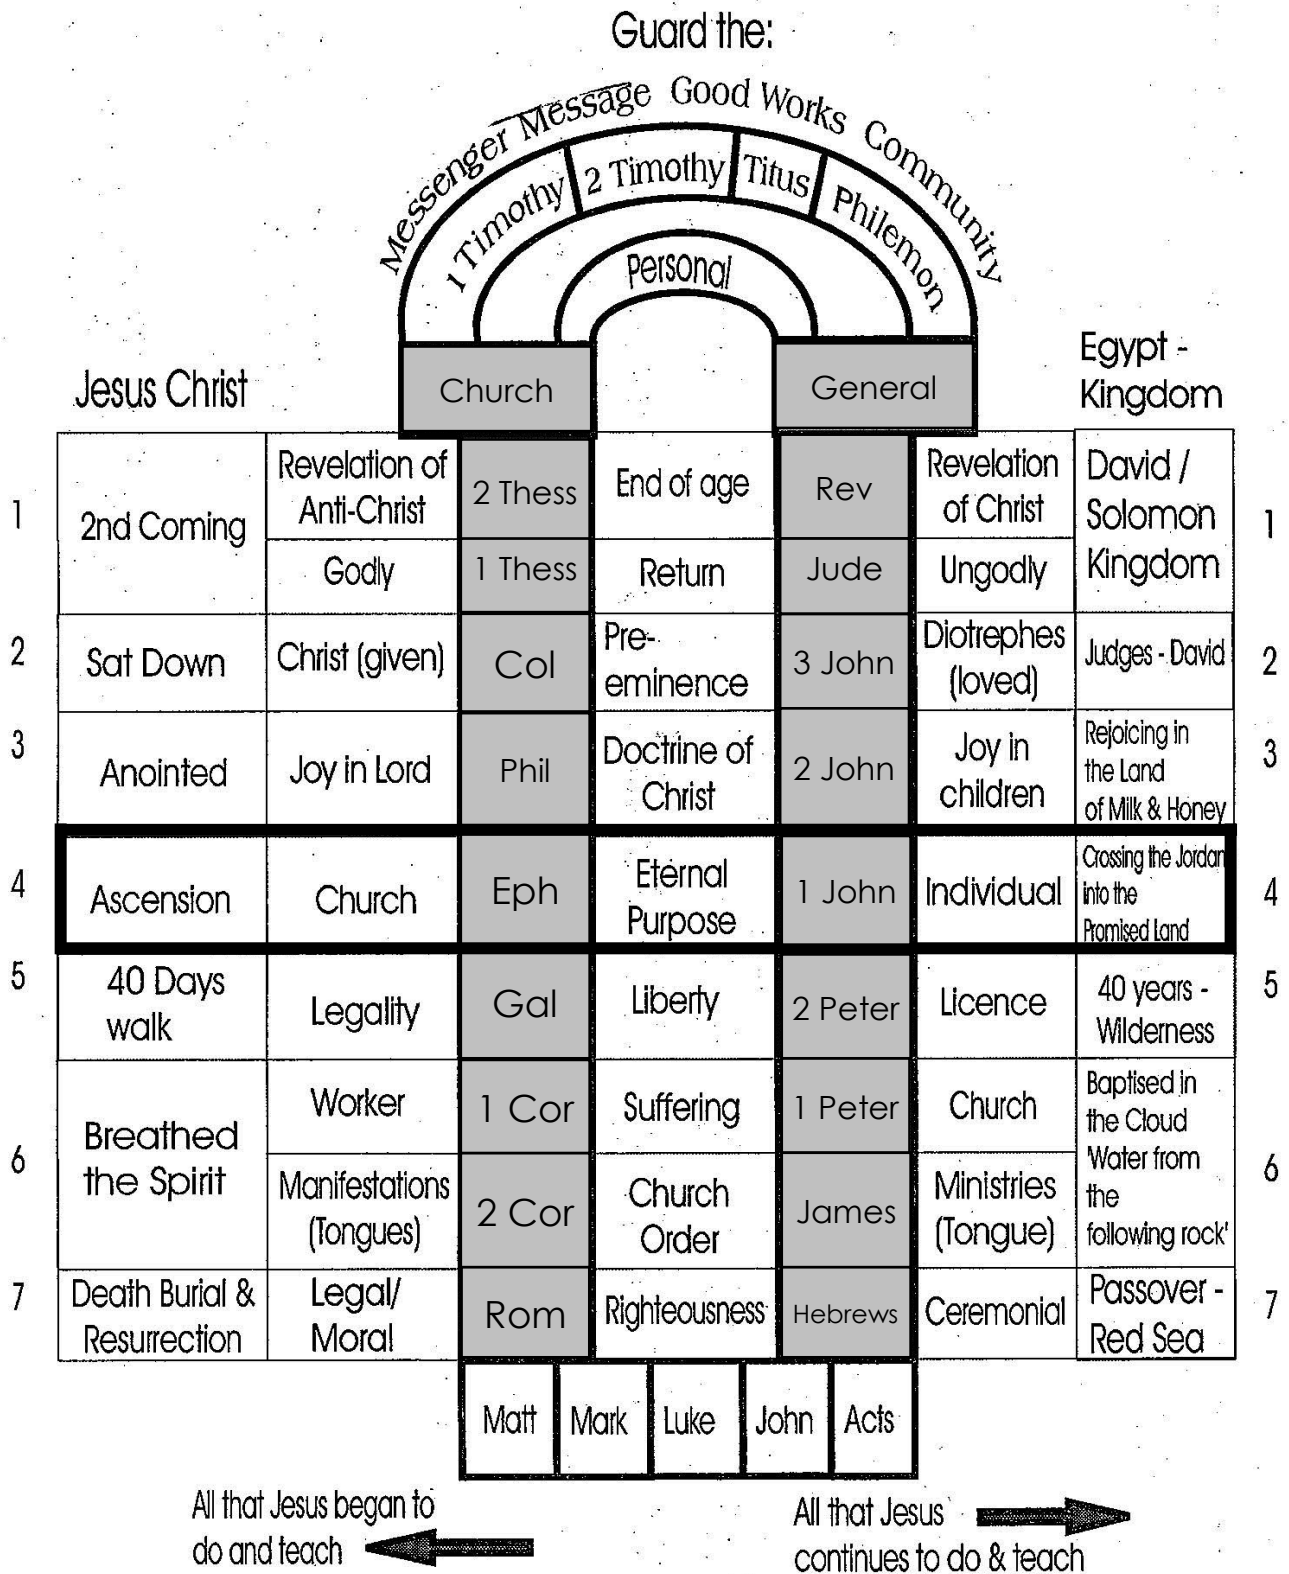 Guard the:
Messenger Message Good Works Community
1 Timothy 2 Timothy Titus Philemon
Personal
Church
General
Jesus Christ
Egypt -
Kingdom
1
2nd Coming
Revelation of
Anti-Christ
2 Thess
End of age
Rev
Revelation
of Christ
David /
Solomon
Kingdom
1
Godly
1 Thess
Return
Jude
Ungodly
2
Sat Down
Christ (given)
Col
Pre-
eminence
3 John
Diotrephes
(loved)
Judges - David
2
3
Anointed
Joy in Lord
Phil
Doctrine of
Christ
2 John
Joy in
children
Rejoicing in
the Land
of Milk & Honey
3
4
Ascension
Church
Eph
Eternal
Purpose
1 John
Individual
Crossing the Jordan
into the
Promised Land
4
5
40 Days
walk
Legality
Gal
Liberty
2 Peter
Licence
40 years -
Wilderness
5
6
Breathed
the Spirit
Worker
1 Cor
Suffering
1 Peter
Church
Baptised in
the Cloud
Water from
the
following rock'
6
Manifestations
(Tongues)
2 Cor
Church
Order
James
Ministries
(Tongue)
7
Death Burial &
Resurrection
Legal/
Moral
Rom
Righteousness
Hebrews
Ceremonial
Passover -
Red Sea
7
Matt Mark Luke John Acts
All that Jesus began to
do and teach
All that Jesus
continues to do & teach